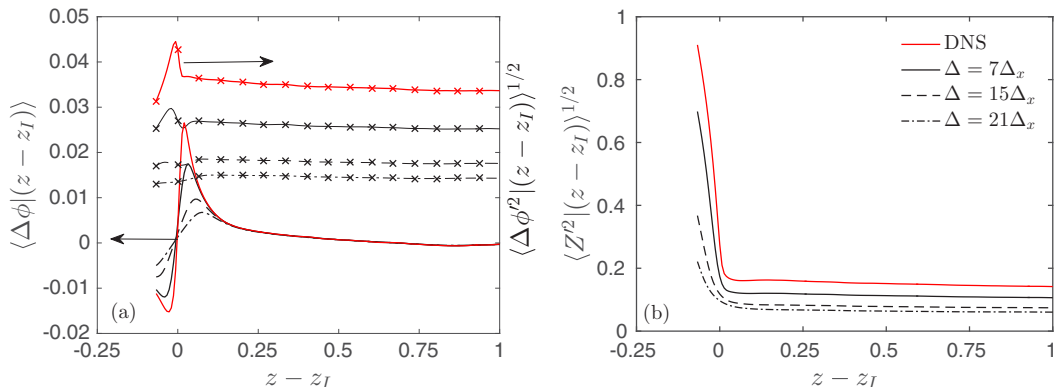 0.05
0.04
0.03
0.02
0.01
0
-0.01
-0.02
-0.25 0 0.25 0.5 0.75 1
z − z_I
⟨Δϕ|(z − z_I)⟩
⟨Δϕ′²|(z − z_I)⟩^{1/2}
(a)
1
0.8
0.6
0.4
0.2
0
-0.25 0 0.25 0.5 0.75 1
z − z_I
⟨Z′²|(z − z_I)⟩^{1/2}
(b)
DNS
Δ = 7Δ_x
Δ = 15Δ_x
Δ = 21Δ_x